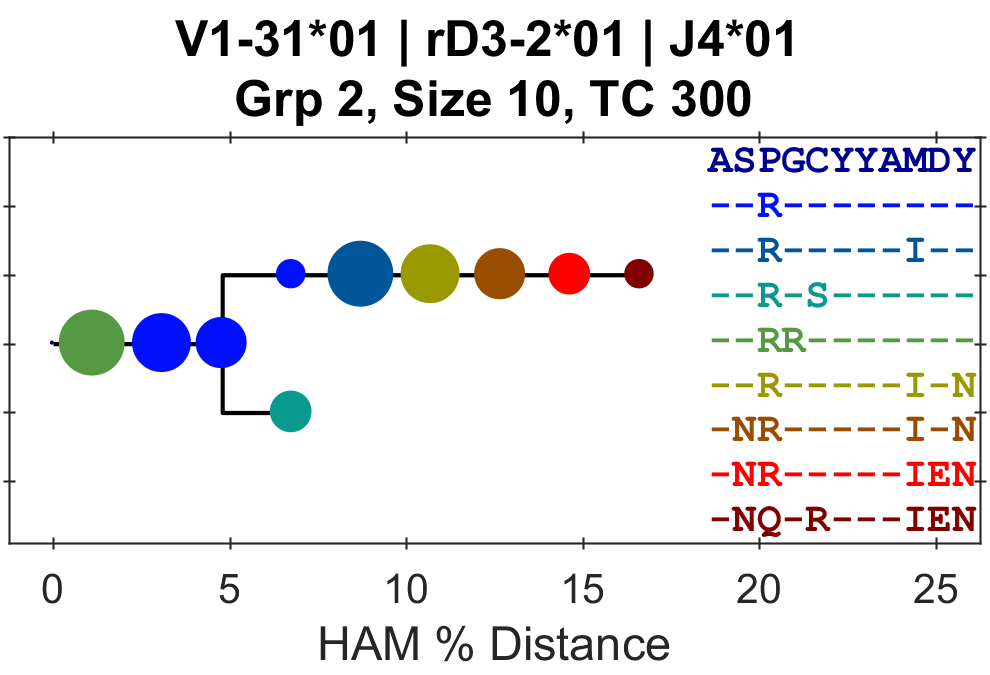 V1-31*01 | rD3-2*01 | J4*01
Grp 2, Size 10, TC 300
ASPGCYYAMDY
--R--------
--R-----I--
--R-S------
--RR-------
--R-----I-N
-NR-----I-N
-NR-----IEN
-NQ-R---IEN
0 5 10 15 20 25
HAM % Distance